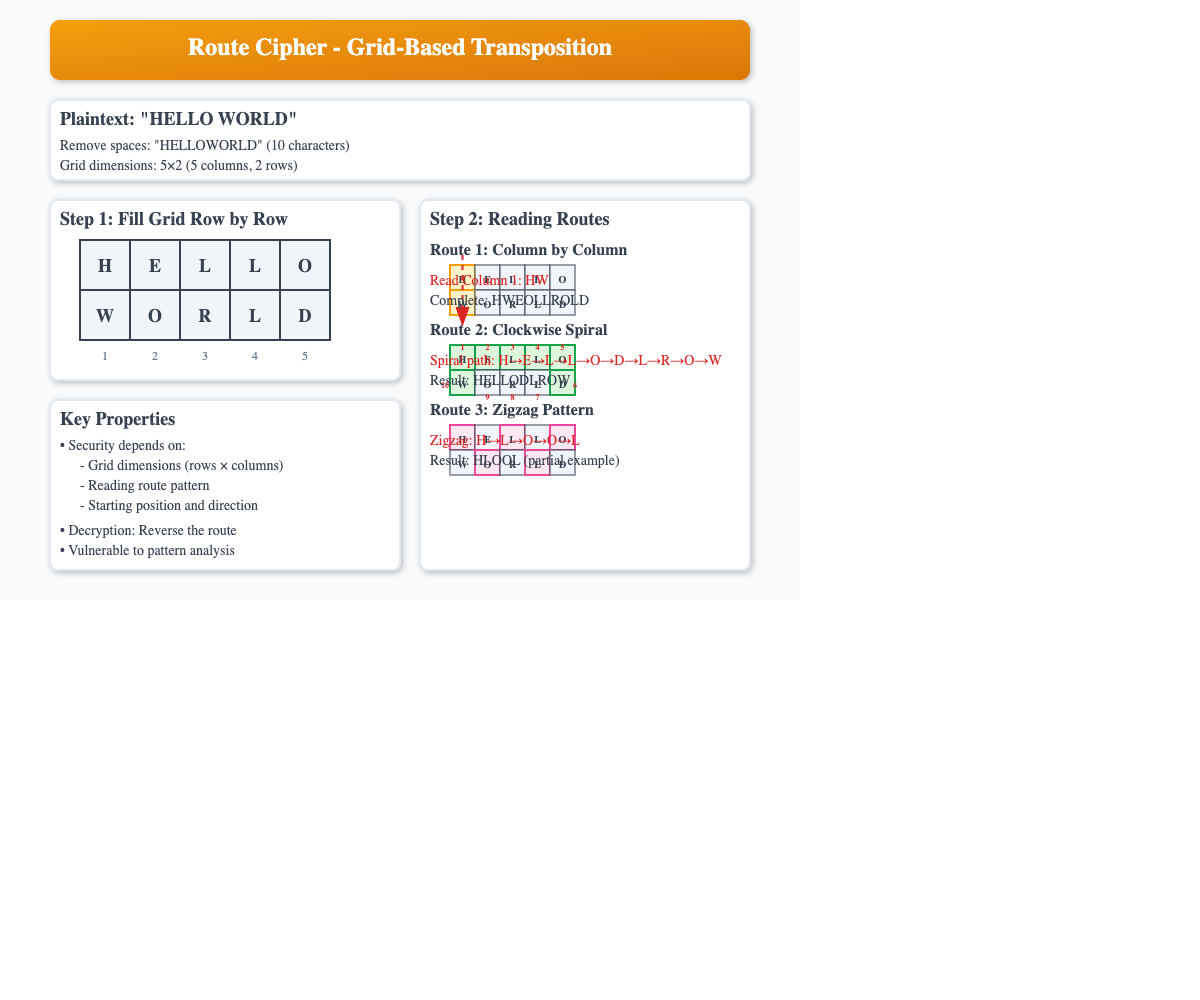 Route Cipher - Grid-Based Transposition
Plaintext: "HELLO WORLD"
Remove spaces: "HELLOWORLD" (10 characters)
Grid dimensions: 5×2 (5 columns, 2 rows)
Step 1: Fill Grid Row by Row
H E L L O
W O R L D
1 2 3 4 5
Key Properties
• Security depends on:
- Grid dimensions (rows × columns)
- Reading route pattern
- Starting position and direction
• Decryption: Reverse the route
• Vulnerable to pattern analysis
Step 2: Reading Routes
Route 1: Column by Column
H E L L O
Read Column 1: HW
W O R L D
Complete: HWEOLLROLD
Route 2: Clockwise Spiral
1 2 3 4 5
H E L L O
Spiral path: H→E→L→L→O→D→L→R→O→W
10 W O R L D 6
Result: HELLODLROW
9 8 7
Route 3: Zigzag Pattern
H E L L O
Zigzag: H→L→O→O→L
W O R L D
Result: HLOOL (partial example)